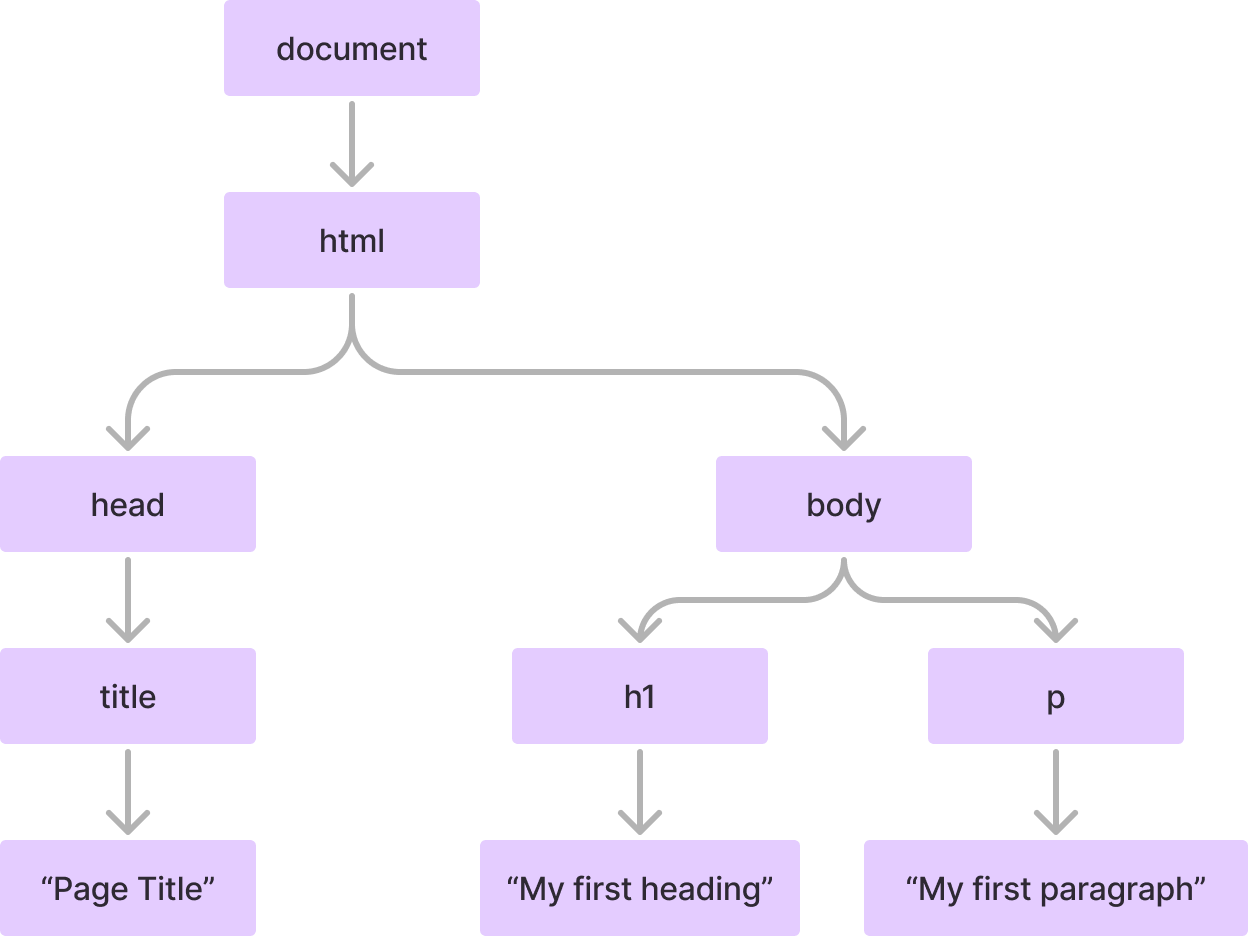 document
html
head
body
title
h1
p
“Page Title”
“My first heading”
“My first paragraph”